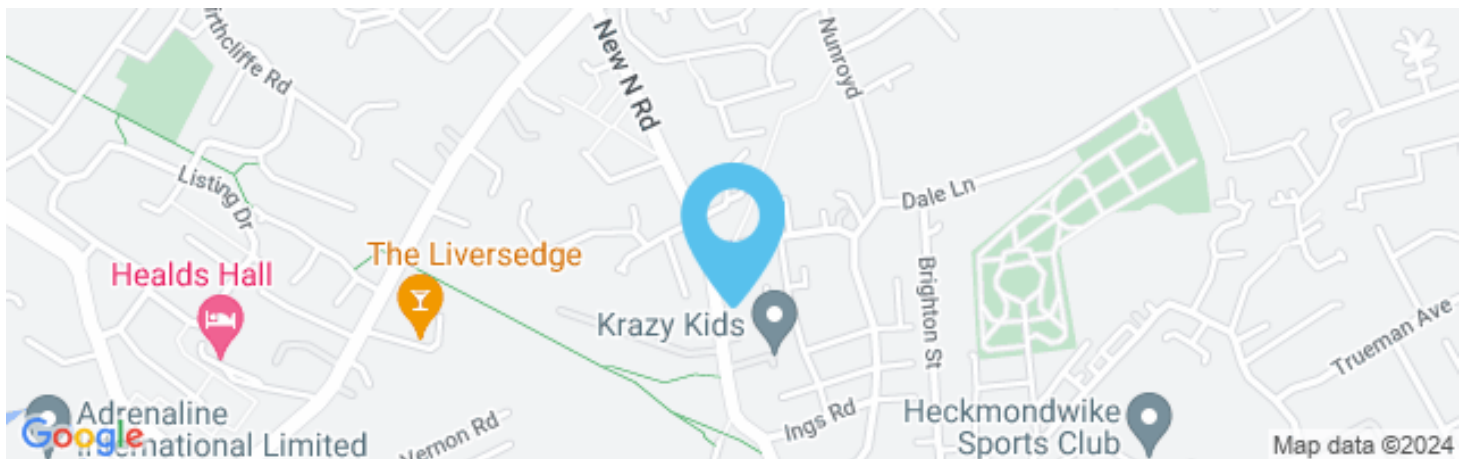 irthcliffe Rd
New N Rd
Nunroyd
Listing Dr
Dale Ln
The Liversedge
Healds Hall
Brighton St
Krazy Kids
Trueman Ave
Adrenaline
International Limited
Google
Vernon Rd
Ings Rd
Heckmondwike
Sports Club
Map data ©2024